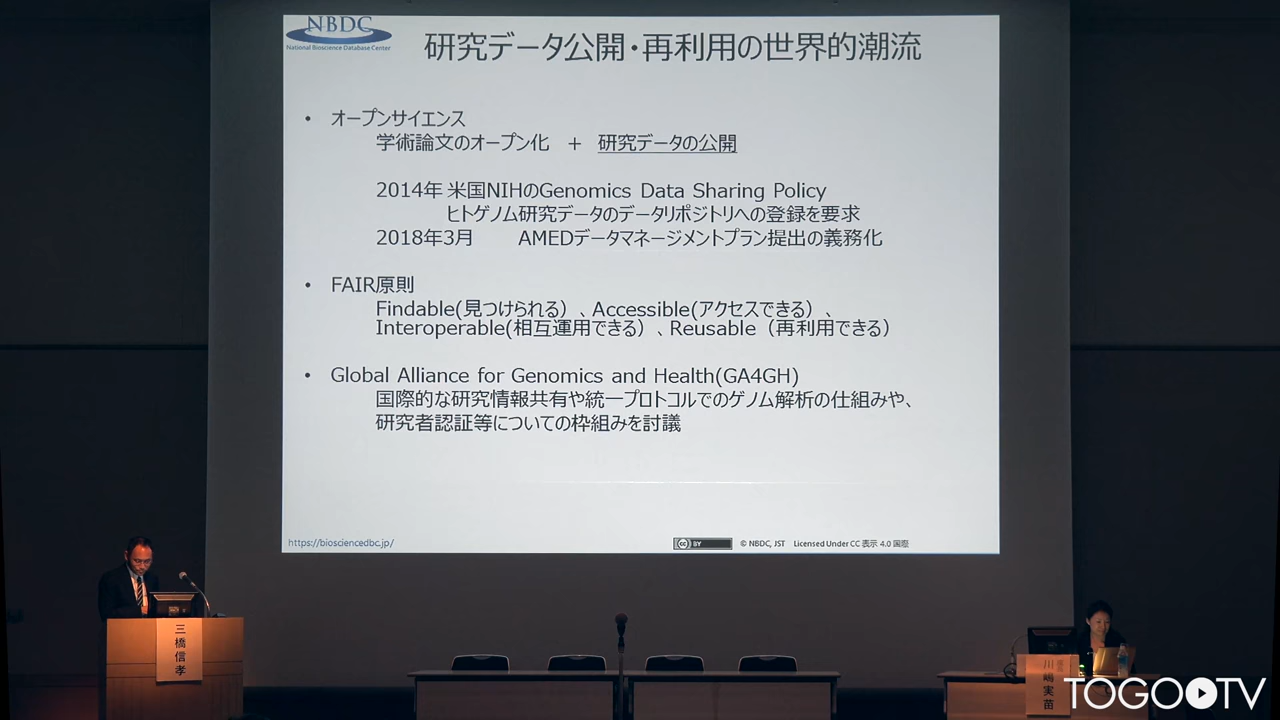 NBDC
National Bioscience Database Center
研究データ公開・再利用の世界的潮流
• オープンサイエンス
学術論文のオープン化 + 研究データの公開
2014年 米国NIHのGenomics Data Sharing Policy
ヒトゲノム研究データのデータリポジトリへの登録を要求
2018年3月 AMEDデータマネージメントプラン提出の義務化
• FAIR原則
Findable(見つけられる）、Accessible(アクセスできる）、
Interoperable(相互運用できる）、Reusable（再利用できる）
• Global Alliance for Genomics and Health(GA4GH)
国際的な研究情報共有や統一プロトコルでのゲノム解析の仕組みや、
研究者認証等についての枠組みを討議
https://biosciencedbc.jp/
CC BY
© NBDC, JST Licensed Under CC 表示 4.0 国際
三橋信孝
川嶋実苗
TOGOTV